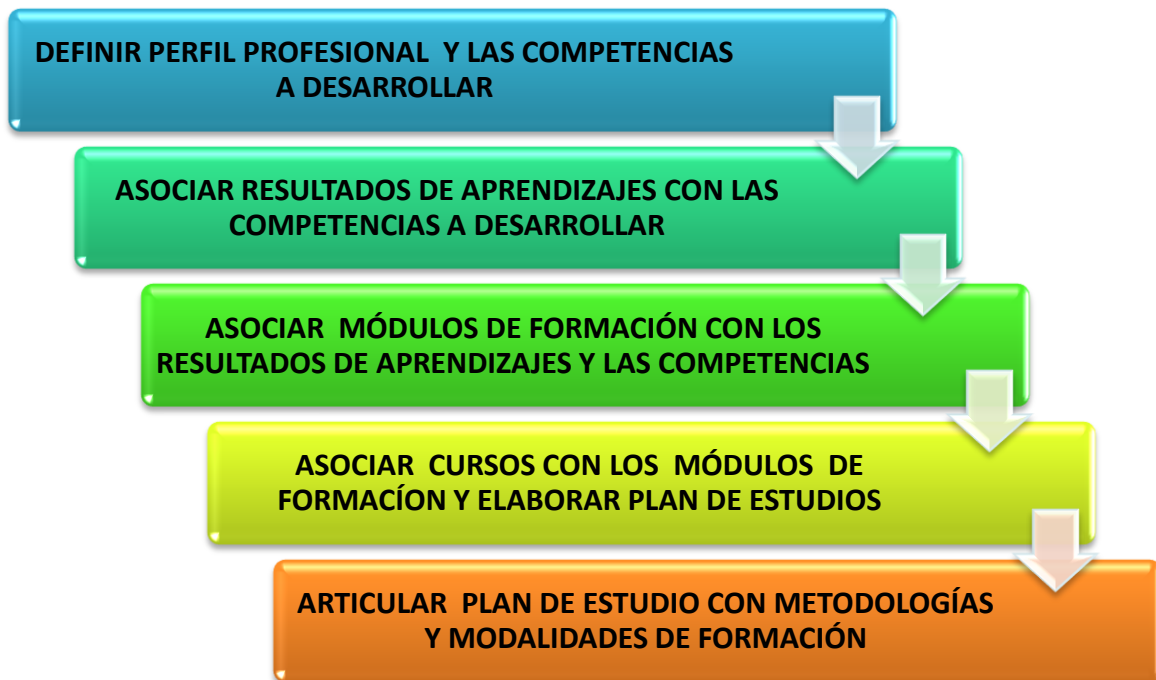 DEFINIR PERFIL PROFESIONAL Y LAS COMPETENCIAS
A DESARROLLAR
ASOCIAR RESULTADOS DE APRENDIZAJES CON LAS
COMPETENCIAS A DESARROLLAR
ASOCIAR MÓDULOS DE FORMACIÓN CON LOS
RESULTADOS DE APRENDIZAJES Y LAS COMPETENCIAS
ASOCIAR CURSOS CON LOS MÓDULOS DE
FORMACÍON Y ELABORAR PLAN DE ESTUDIOS
ARTICULAR PLAN DE ESTUDIO CON METODOLOGÍAS
Y MODALIDADES DE FORMACIÓN